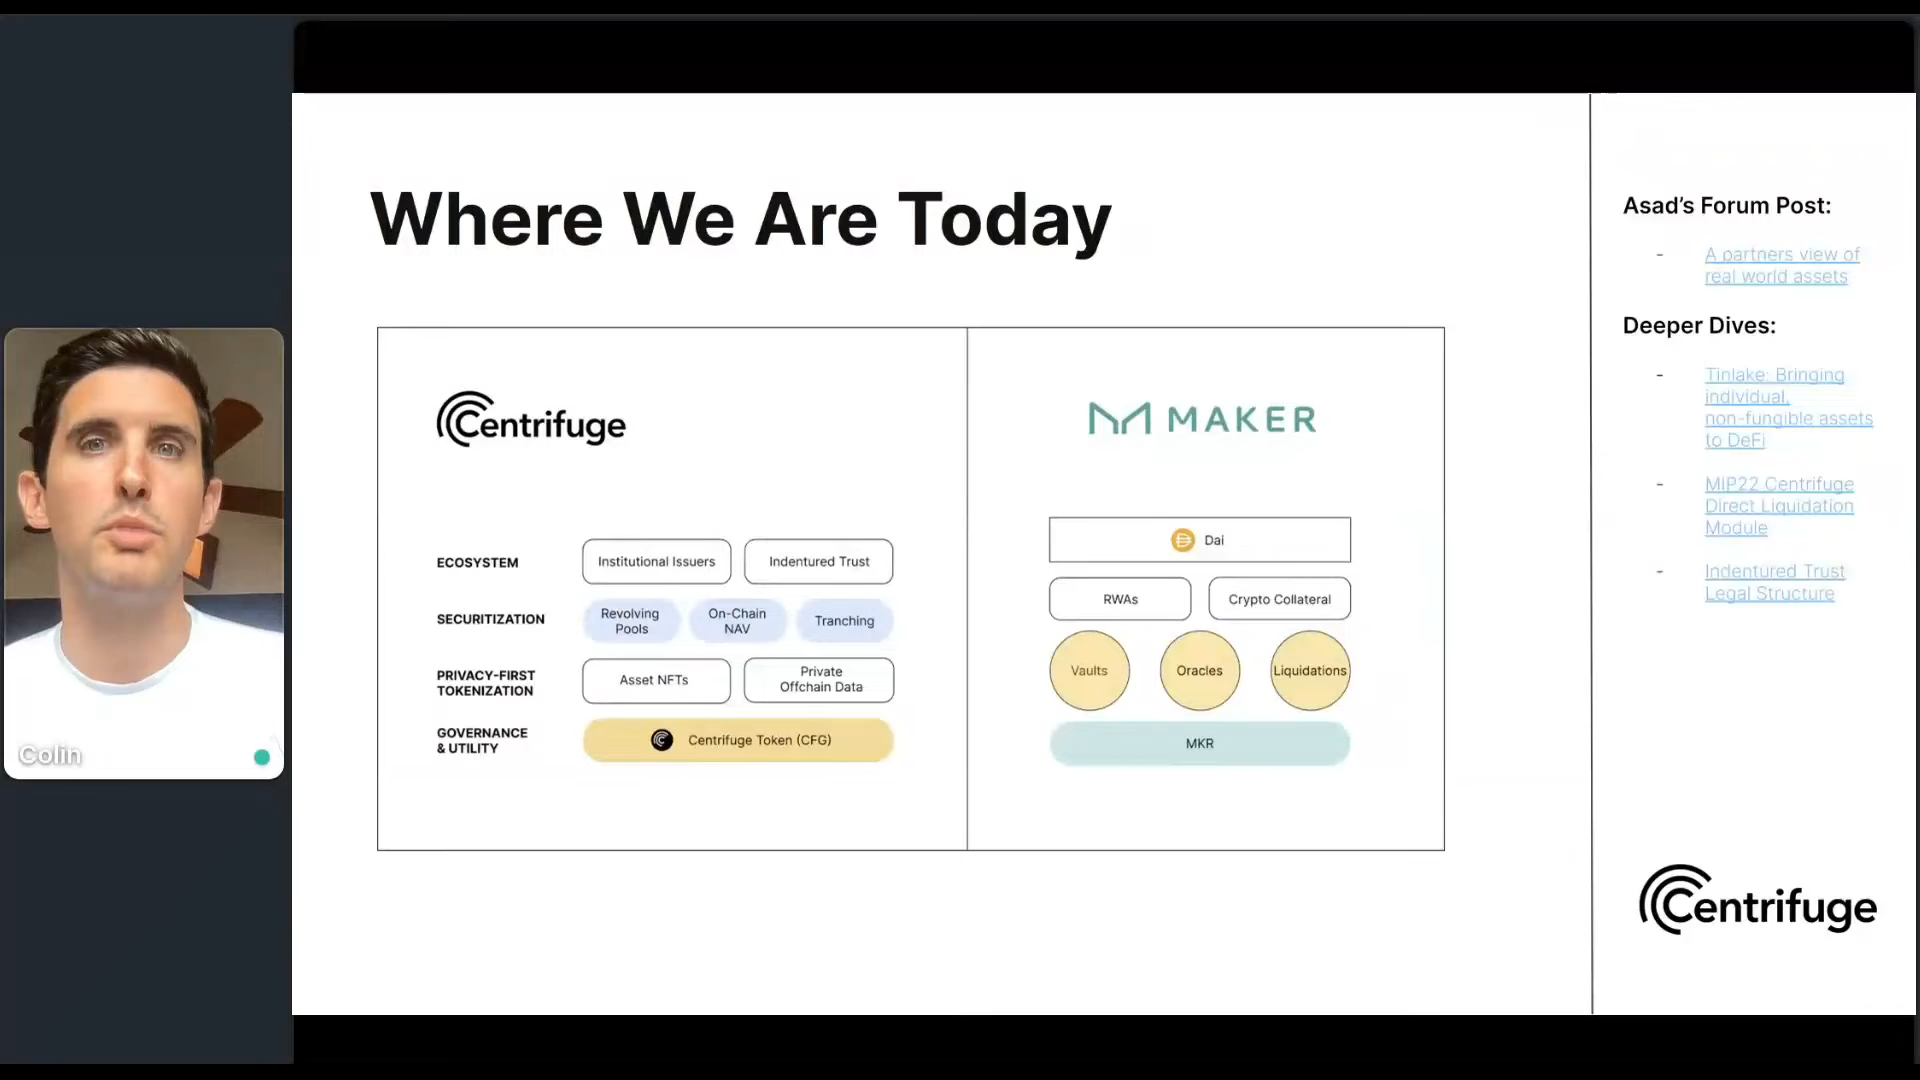 Where We Are Today
Centrifuge
ECOSYSTEM
Institutional Issuers
Indentured Trust
SECURITIZATION
Revolving
Pools
On-Chain
NAV
Tranching
PRIVACY-FIRST
TOKENIZATION
Asset NFTs
Private
Offchain Data
GOVERNANCE
& UTILITY
Centrifuge Token (CFG)
MAKER
Dai
RWAs
Crypto Collateral
Vaults
Oracles
Liquidations
MKR
Asad's Forum Post:
- A partners view of
real world assets
Deeper Dives:
- Tinlake: Bringing
individual,
non-fungible assets
to DeFi
- MIP22 Centrifuge
Direct Liquidation
Module
- Indentured Trust
Legal Structure
Centrifuge
Colin